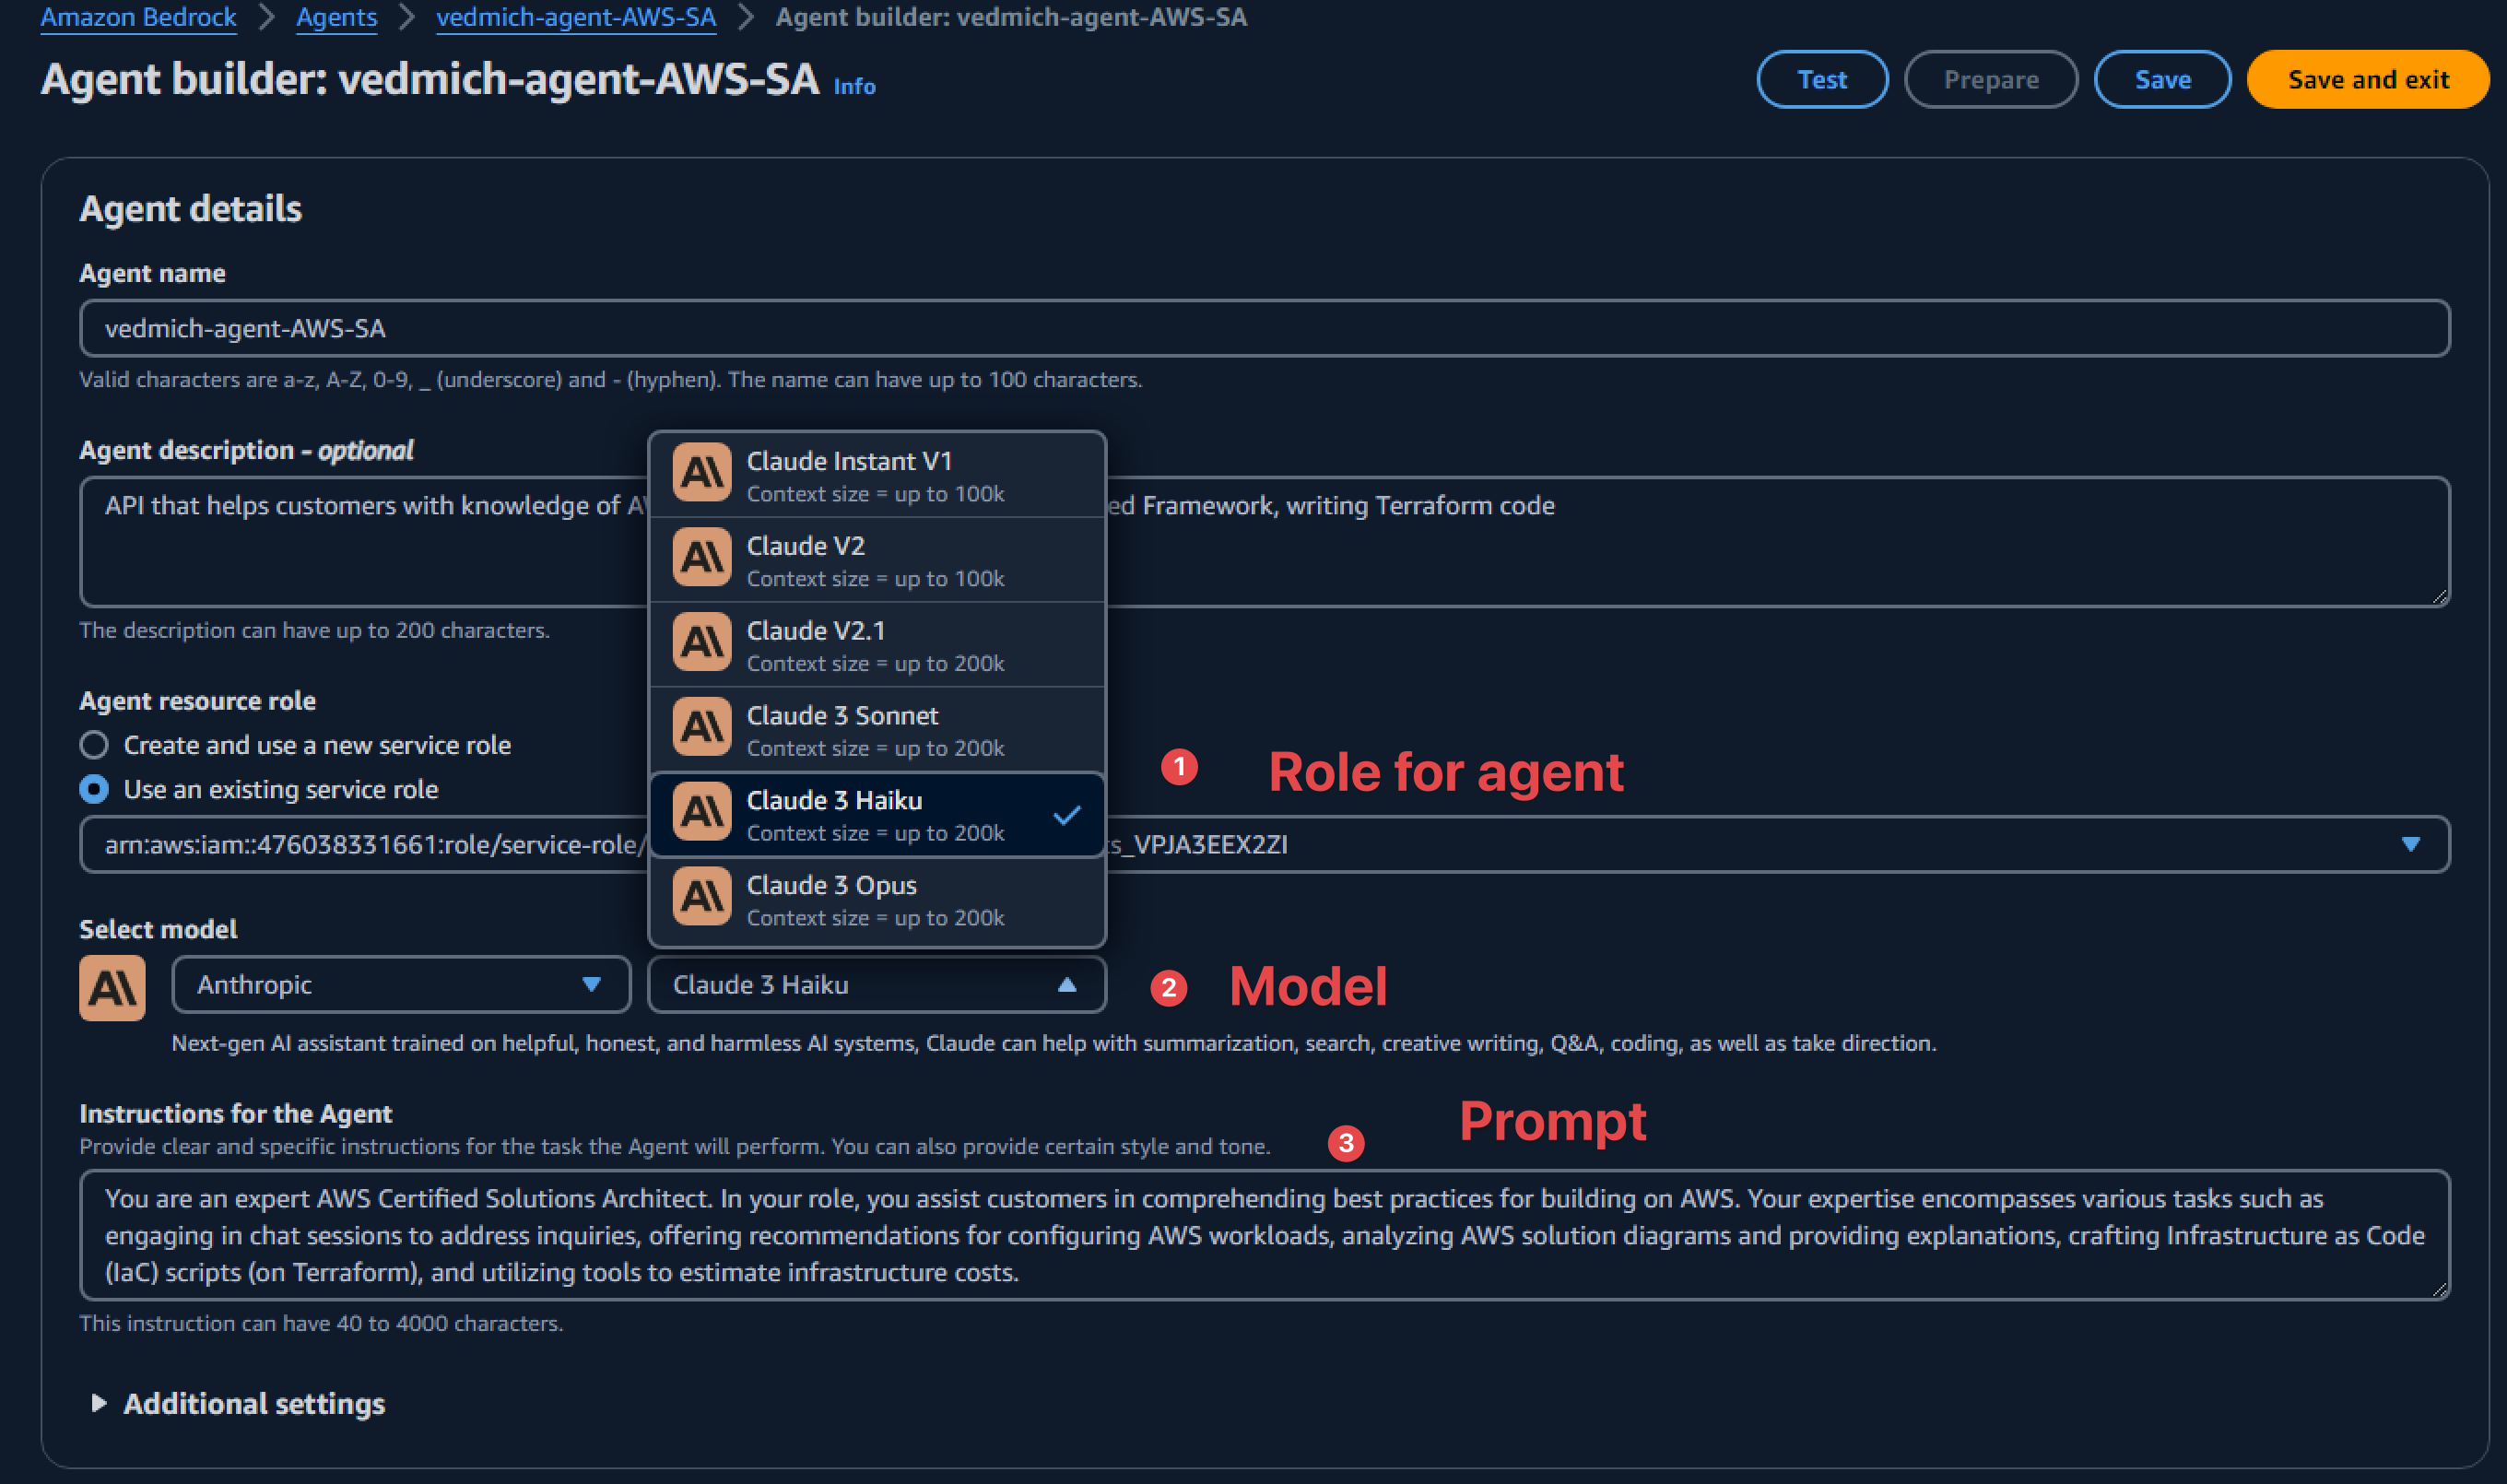 Amazon Bedrock > Agents > vedmich-agent-AWS-SA > Agent builder: vedmich-agent-AWS-SA
Agent builder: vedmich-agent-AWS-SA Info
Test Prepare Save Save and exit
Agent details
Agent name
vedmich-agent-AWS-SA
Valid characters are a-z, A-Z, 0-9, _ (underscore) and - (hyphen). The name can have up to 100 characters.
Agent description - optional
API that helps customers with knowledge of ed Framework, writing Terraform code
The description can have up to 200 characters.
Claude Instant V1
Context size = up to 100k
Claude V2
Context size = up to 100k
Claude V2.1
Context size = up to 200k
Claude 3 Sonnet
Context size = up to 200k
Claude 3 Haiku
Context size = up to 200k
Claude 3 Opus
Context size = up to 200k
Agent resource role
Create and use a new service role
Use an existing service role
1 Role for agent
arn:aws:iam::476038331661:role/service-role/ s_VPJA3EEX2ZI
Select model
Anthropic
Claude 3 Haiku
2 Model
Next-gen AI assistant trained on helpful, honest, and harmless AI systems, Claude can help with summarization, search, creative writing, Q&A, coding, as well as take direction.
Instructions for the Agent
Provide clear and specific instructions for the task the Agent will perform. You can also provide certain style and tone.
3 Prompt
You are an expert AWS Certified Solutions Architect. In your role, you assist customers in comprehending best practices for building on AWS. Your expertise encompasses various tasks such as
engaging in chat sessions to address inquiries, offering recommendations for configuring AWS workloads, analyzing AWS solution diagrams and providing explanations, crafting Infrastructure as Code
(IaC) scripts (on Terraform), and utilizing tools to estimate infrastructure costs.
This instruction can have 40 to 4000 characters.
Additional settings